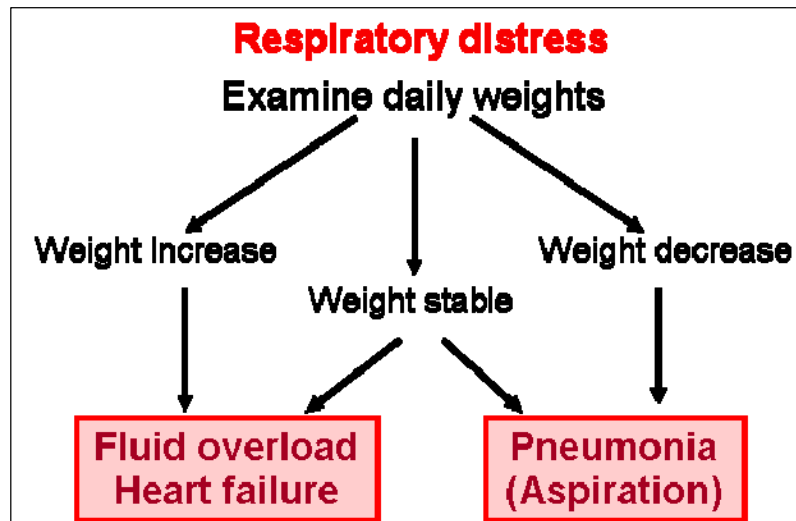 Respiratory distress
Examine daily weights
Weight Increase
Weight decrease
Weight stable
Fluid overload
Heart failure
Pneumonia
(Aspiration)